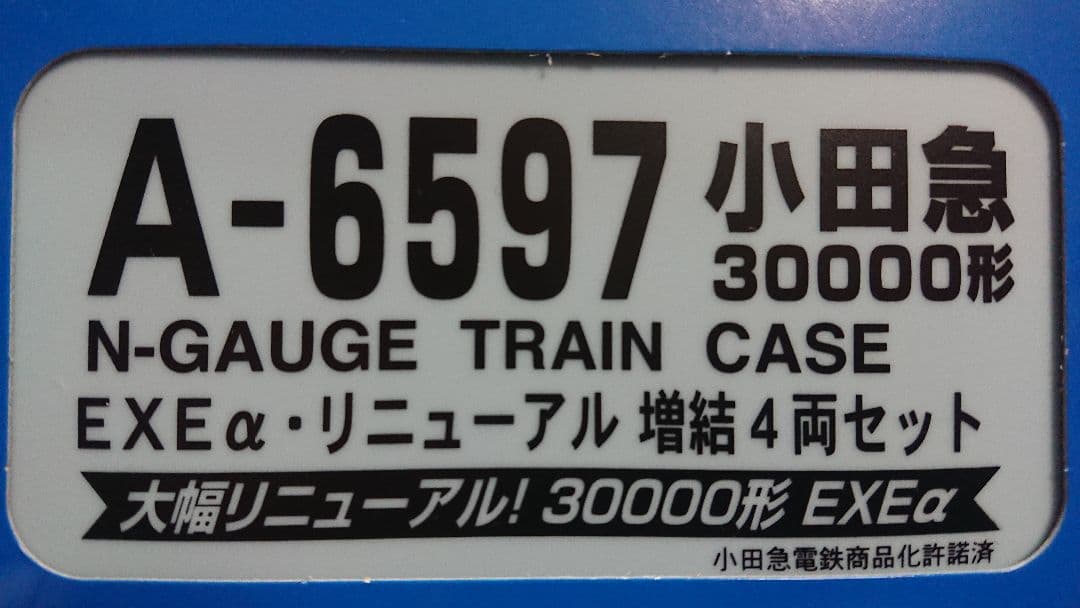 A-6597 小田急
30000形
N-GAUGE TRAIN CASE
EXEα・リニューアル 増結4両セット
大幅リニューアル! 30000形 EXEα
小田急電鉄商品化許諾済